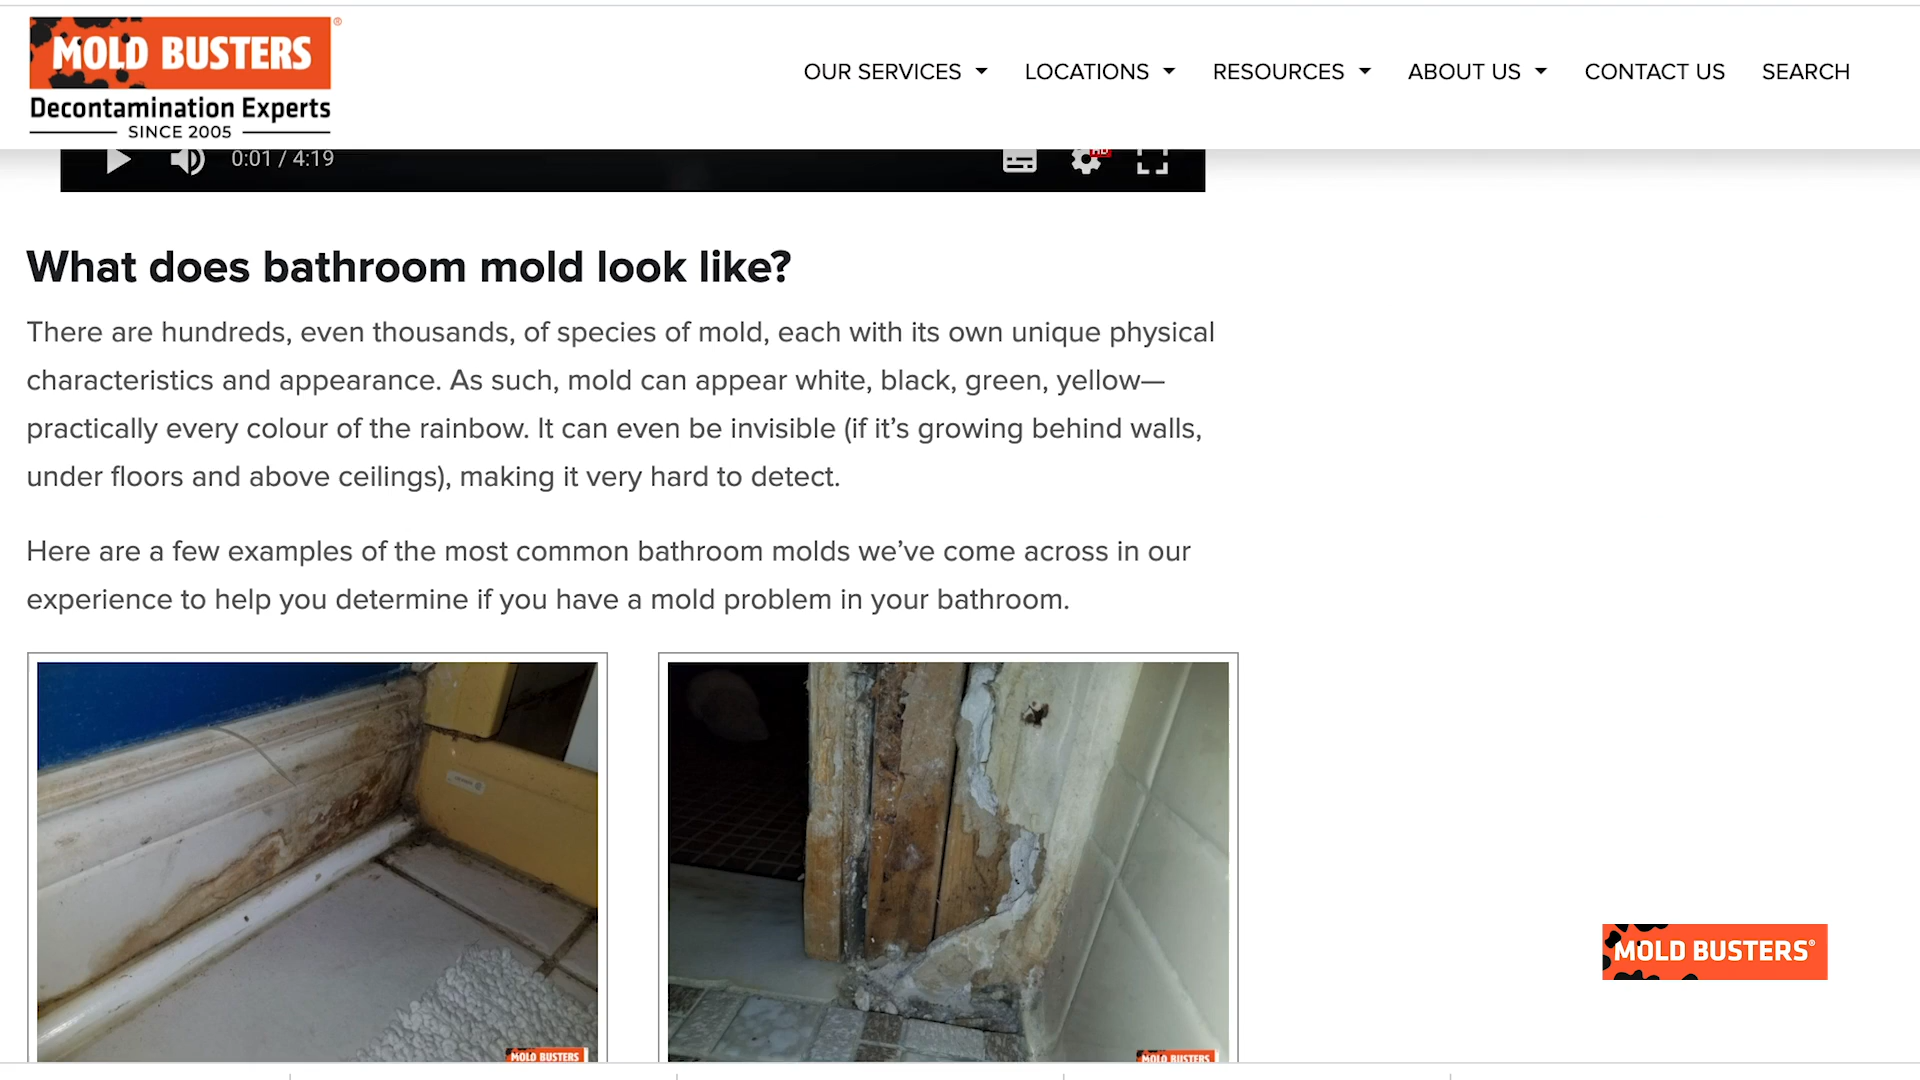 MOLD BUSTERS®
Decontamination Experts
SINCE 2005
OUR SERVICES
LOCATIONS
RESOURCES
ABOUT US
CONTACT US
SEARCH
0:01 / 4:19
HD
What does bathroom mold look like?
There are hundreds, even thousands, of species of mold, each with its own unique physical
characteristics and appearance. As such, mold can appear white, black, green, yellow—
practically every colour of the rainbow. It can even be invisible (if it’s growing behind walls,
under floors and above ceilings), making it very hard to detect.
Here are a few examples of the most common bathroom molds we’ve come across in our
experience to help you determine if you have a mold problem in your bathroom.
MOLD BUSTERS
MOLD BUSTERS
MOLD BUSTERS®